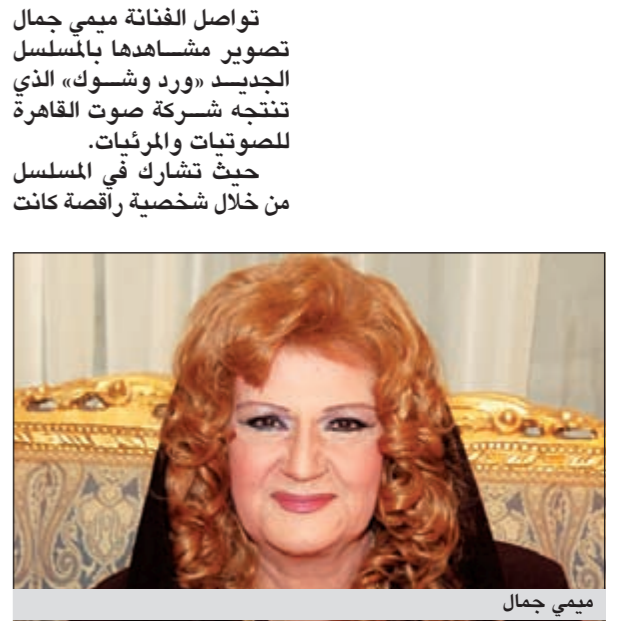 تواصل الفنانة ميمي جمال
تصوير مشاهدها بالمسلسل
الجديد «ورد وشوك» الذي
تنتجه شركة صوت القاهرة
للصوتيات والمرئيات.
حيث تشارك في المسلسل
من خلال شخصية راقصة كانت
ميمي جمال